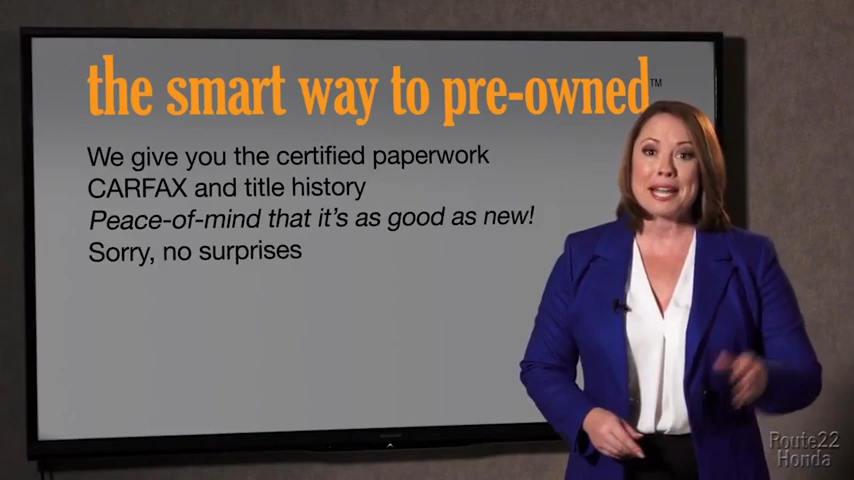 the smart way to pre-owned™
We give you the certified paperwork
CARFAX and title history
Peace-of-mind that it's as good as new!
Sorry, no surprises
Route22
Honda